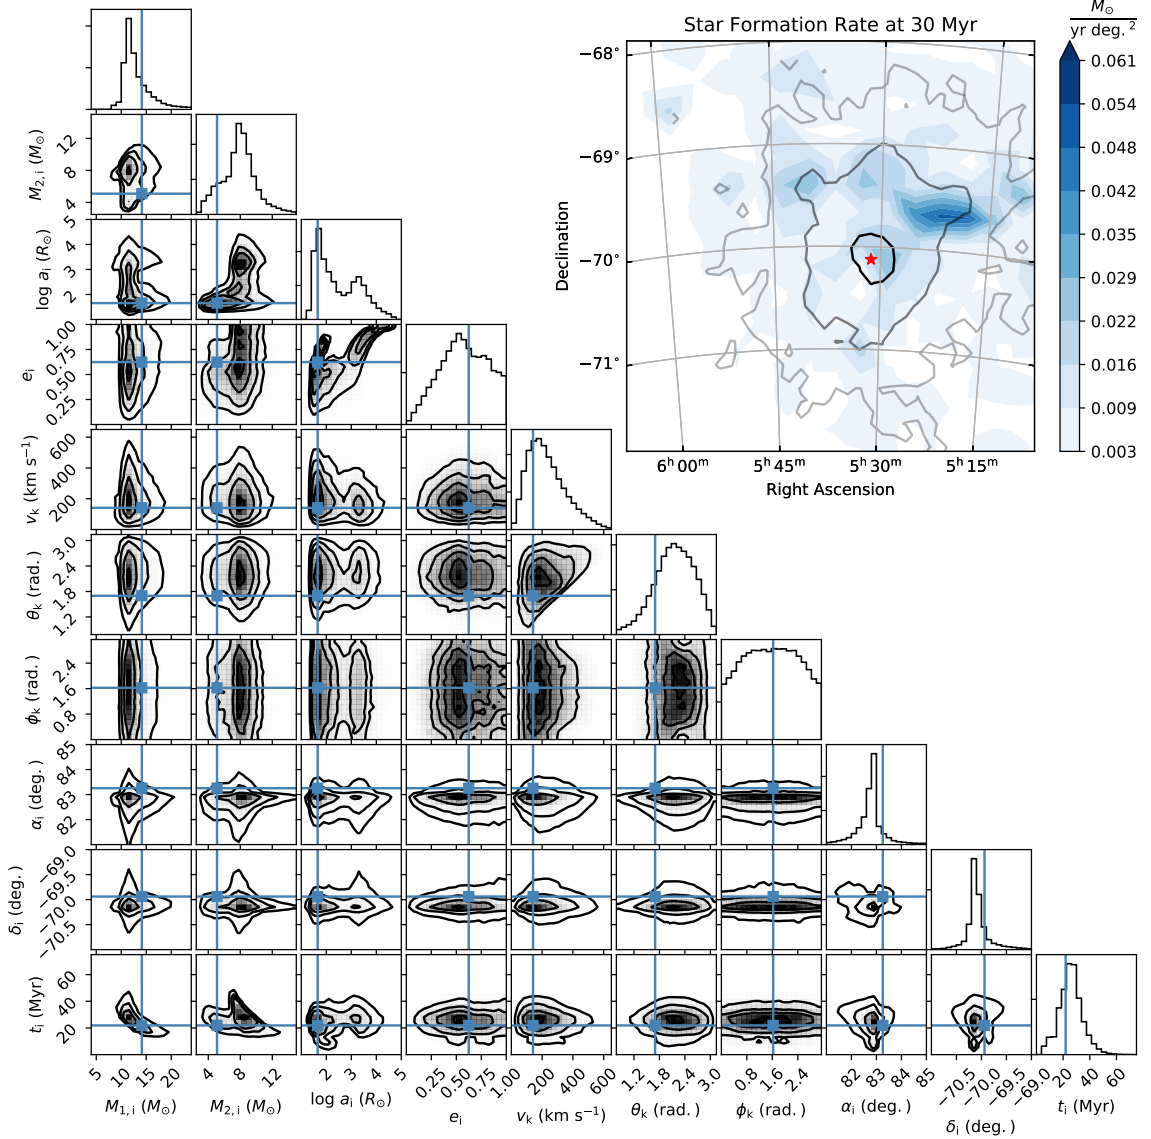 Star Formation Rate at 30 Myr
M⊙
yr deg. ²
−68°
−69°
−70°
−71°
Declination
6ʰ00ᵐ
5ʰ45ᵐ
5ʰ30ᵐ
5ʰ15ᵐ
Right Ascension
0.061
0.054
0.048
0.042
0.035
0.029
0.022
0.016
0.009
0.003
12
8
4
M₂,ᵢ (M⊙)
5
4
3
2
log aᵢ (R⊙)
1.00
0.75
0.50
0.25
eᵢ
600
400
200
vₖ (km s⁻¹)
3.0
2.4
1.8
1.2
θₖ (rad.)
2.4
1.6
0.8
ϕₖ (rad.)
85
84
83
82
αᵢ (deg.)
−69.0
−69.5
−70.0
−70.5
δᵢ (deg.)
60
40
20
tᵢ (Myr)
5 10 15 20
4 8 12
1 2 3 4 5
0.25 0.50 0.75 1.00
200 400 600
1.2 1.8 2.4 3.0
0.8 1.6 2.4
82 83 84 85
−70.5 −70.0 −69.5 −69.0
20 40 60
M₁,ᵢ (M⊙)
M₂,ᵢ (M⊙)
log aᵢ (R⊙)
eᵢ
vₖ (km s⁻¹)
θₖ (rad.)
ϕₖ (rad.)
αᵢ (deg.)
δᵢ (deg.)
tᵢ (Myr)